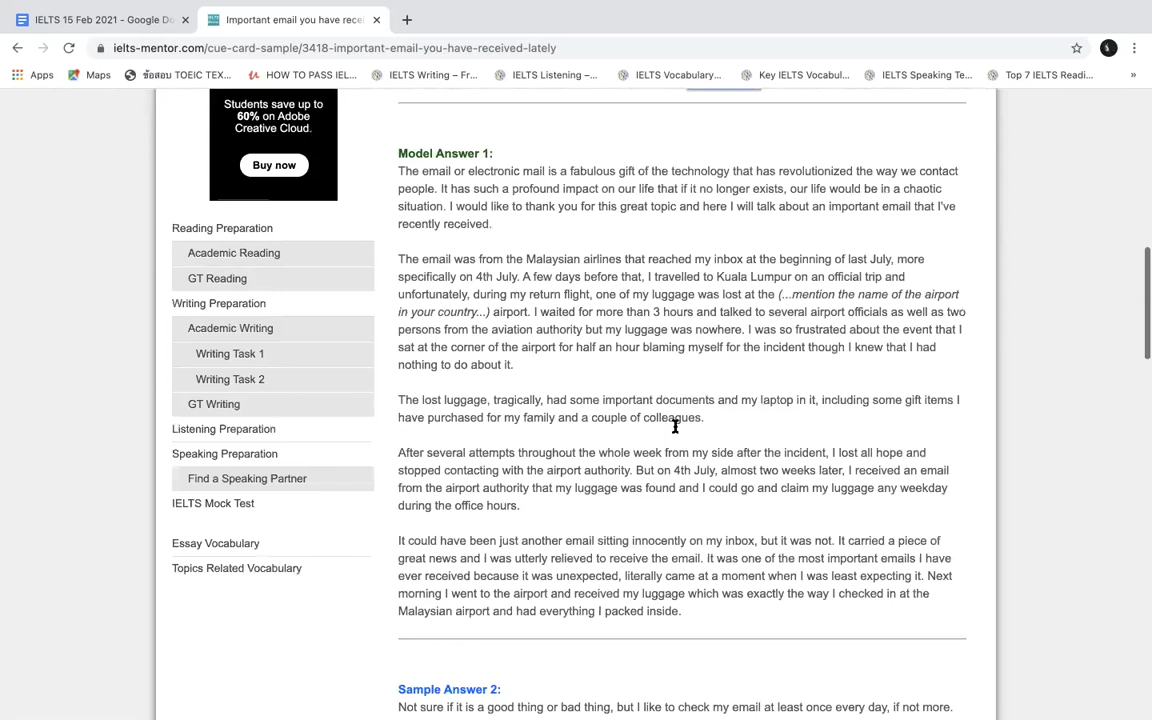 IELTS 15 Feb 2021 - Google Do
Important email you have rece
ielts-mentor.com/cue-card-sample/3418-important-email-you-have-received-lately
Apps
Maps
ข้อสอบ TOEIC TEX...
HOW TO PASS IEL...
IELTS Writing – Fr...
IELTS Listening –...
IELTS Vocabulary...
Key IELTS Vocabul...
IELTS Speaking Te...
Top 7 IELTS Readi...
»
Students save up to
60% on Adobe
Creative Cloud.
Buy now
Reading Preparation
Academic Reading
GT Reading
Writing Preparation
Academic Writing
Writing Task 1
Writing Task 2
GT Writing
Listening Preparation
Speaking Preparation
Find a Speaking Partner
IELTS Mock Test
Essay Vocabulary
Topics Related Vocabulary
Model Answer 1:
The email or electronic mail is a fabulous gift of the technology that has revolutionized the way we contact
people. It has such a profound impact on our life that if it no longer exists, our life would be in a chaotic
situation. I would like to thank you for this great topic and here I will talk about an important email that I've
recently received.
The email was from the Malaysian airlines that reached my inbox at the beginning of last July, more
specifically on 4th July. A few days before that, I travelled to Kuala Lumpur on an official trip and
unfortunately, during my return flight, one of my luggage was lost at the (...mention the name of the airport
in your country...) airport. I waited for more than 3 hours and talked to several airport officials as well as two
persons from the aviation authority but my luggage was nowhere. I was so frustrated about the event that I
sat at the corner of the airport for half an hour blaming myself for the incident though I knew that I had
nothing to do about it.
The lost luggage, tragically, had some important documents and my laptop in it, including some gift items I
have purchased for my family and a couple of colleagues.
After several attempts throughout the whole week from my side after the incident, I lost all hope and
stopped contacting with the airport authority. But on 4th July, almost two weeks later, I received an email
from the airport authority that my luggage was found and I could go and claim my luggage any weekday
during the office hours.
It could have been just another email sitting innocently on my inbox, but it was not. It carried a piece of
great news and I was utterly relieved to receive the email. It was one of the most important emails I have
ever received because it was unexpected, literally came at a moment when I was least expecting it. Next
morning I went to the airport and received my luggage which was exactly the way I checked in at the
Malaysian airport and had everything I packed inside.
Sample Answer 2:
Not sure if it is a good thing or bad thing, but I like to check my email at least once every day, if not more.